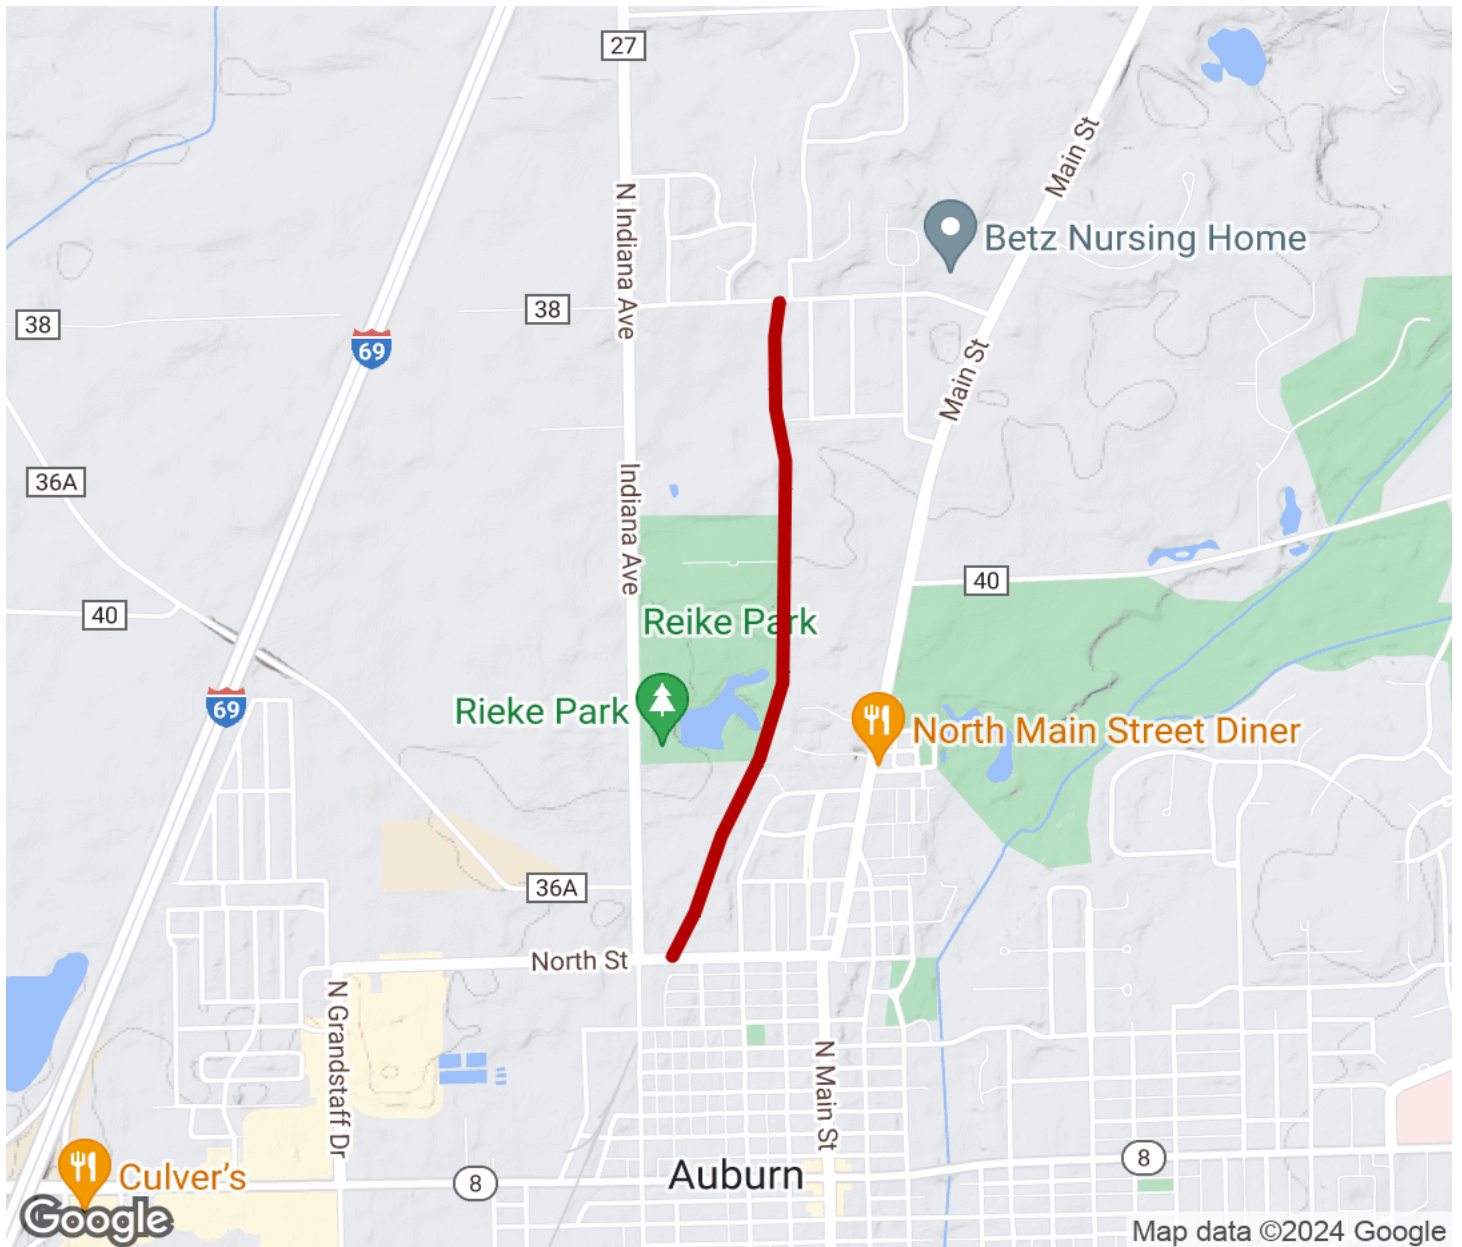 27
Main St
N Indiana Ave
Betz Nursing Home
38
38
69
Main St
36A
Indiana Ave
40
40
Reike Park
69
Rieke Park
North Main Street Diner
36A
North St
N Grandstaff Dr
N Main St
8
Culver's
8
Auburn
Google
Map data ©2024 Google